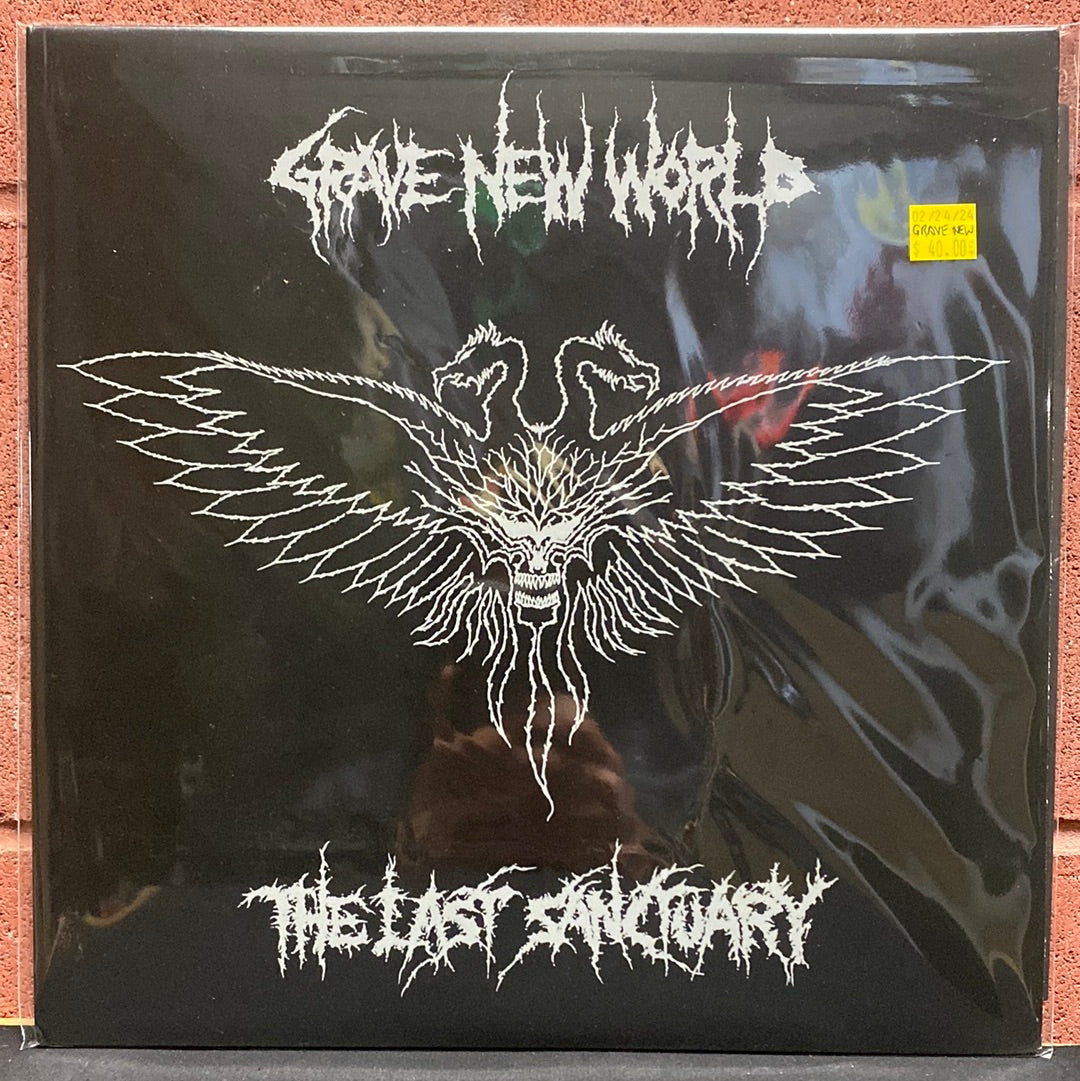 GRAVE NEW WORLD
02/24/24
GRAVE NEW
$ 40.00
THE LAST SANCTUARY